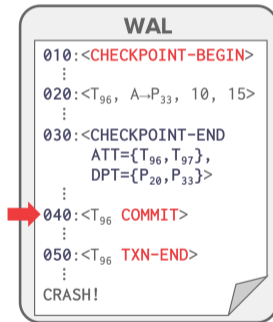 WAL
010:<CHECKPOINT-BEGIN>
⋮
020:<T₉₆, A→P₃₃, 10, 15>
⋮
030:<CHECKPOINT-END
ATT={T₉₆,T₉₇},
DPT={P₂₀,P₃₃}>
⋮
040:<T₉₆ COMMIT>
⋮
050:<T₉₆ TXN-END>
⋮
CRASH!